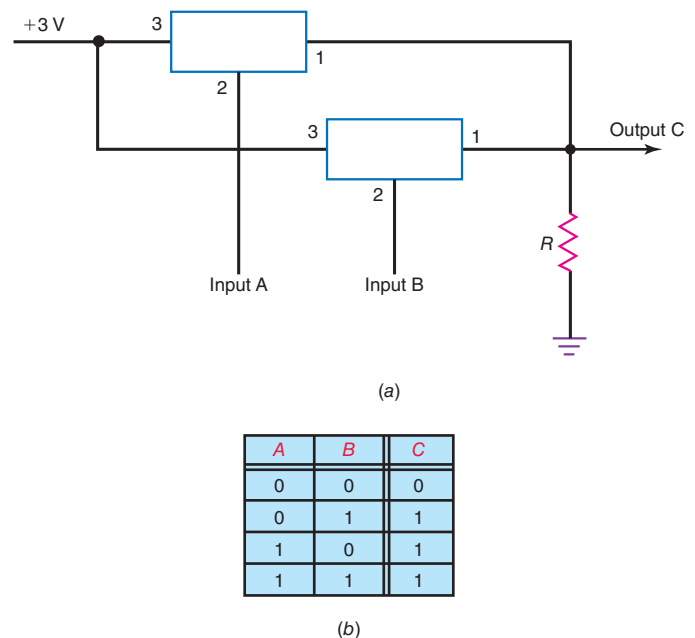 +3 V 3
1
2
3 1 Output C
2
R
Input A Input B
(a)
A B C
0 0 0
0 1 1
1 0 1
1 1 1
(b)